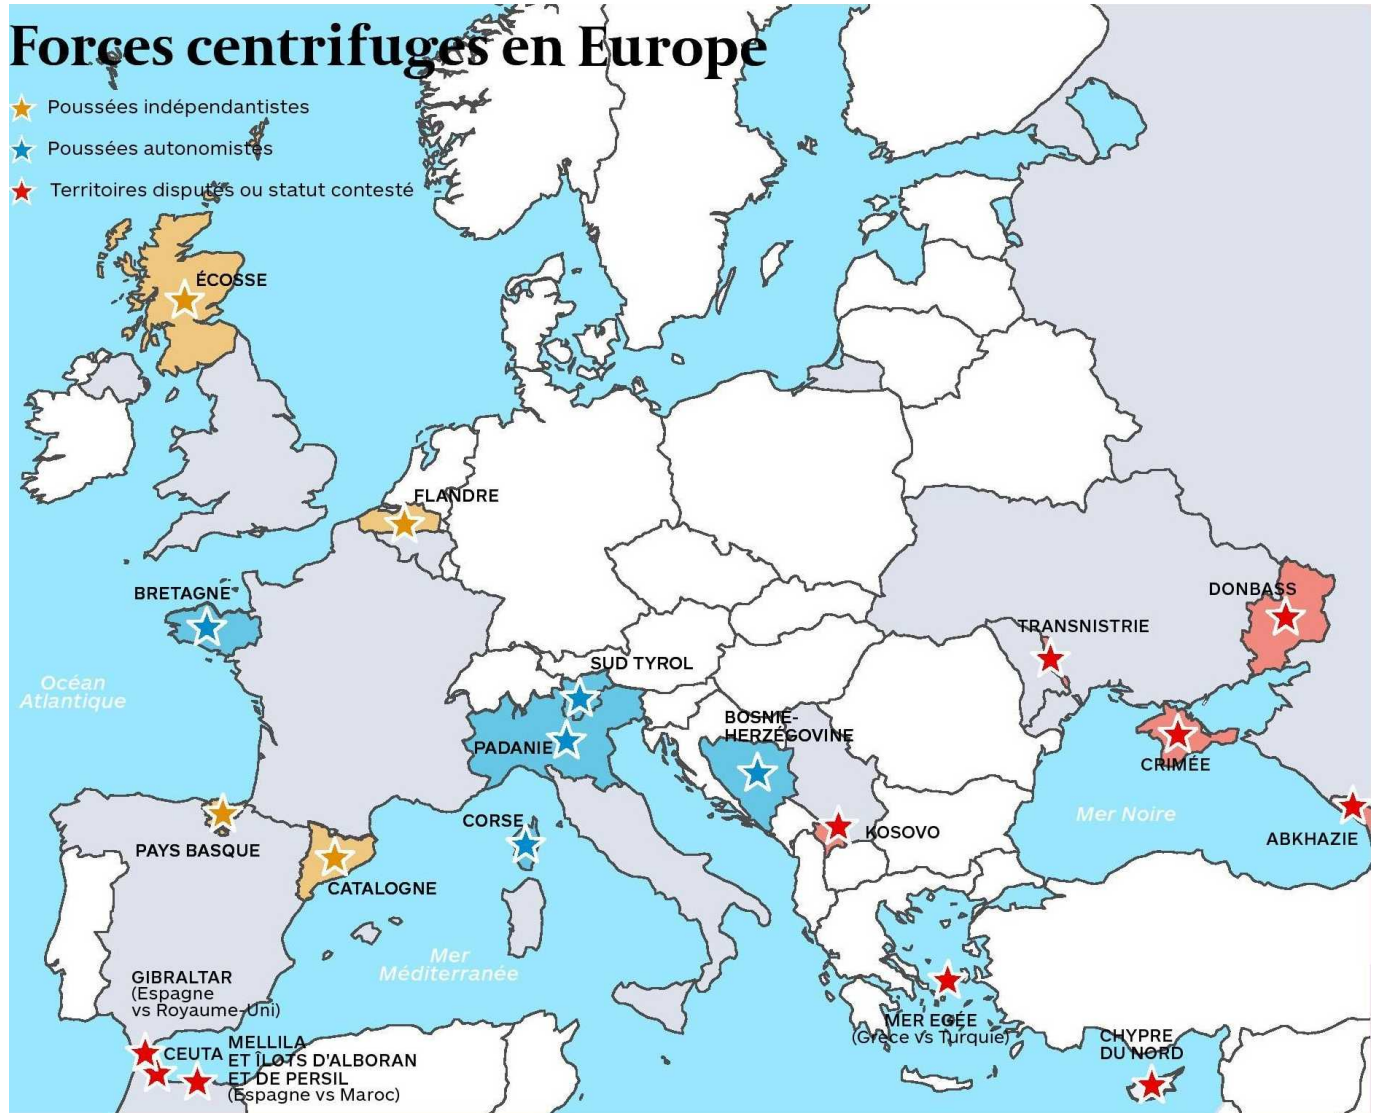 Forces centrifuges en Europe
Poussées indépendantistes
Poussées autonomistes
Territoires disputés ou statut contesté
ÉCOSSE
FLANDRE
BRETAGNE
DONBASS
TRANSNISTRIE
SUD TYROL
Océan
Atlantique
BOSNIE-
HERZÉGOVINE
PADANIE
CRIMÉE
Mer Noire
CORSE
KOSOVO
ABKHAZIE
PAYS BASQUE
CATALOGNE
Mer
Méditerranée
GIBRALTAR
(Espagne
vs Royaume-Uni)
MER EGÉE
(Grèce vs Turquie)
CHYPRE
DU NORD
CEUTA
MELLILA
ET ÎLOTS D'ALBORAN
ET DE PERSIL
(Espagne vs Maroc)